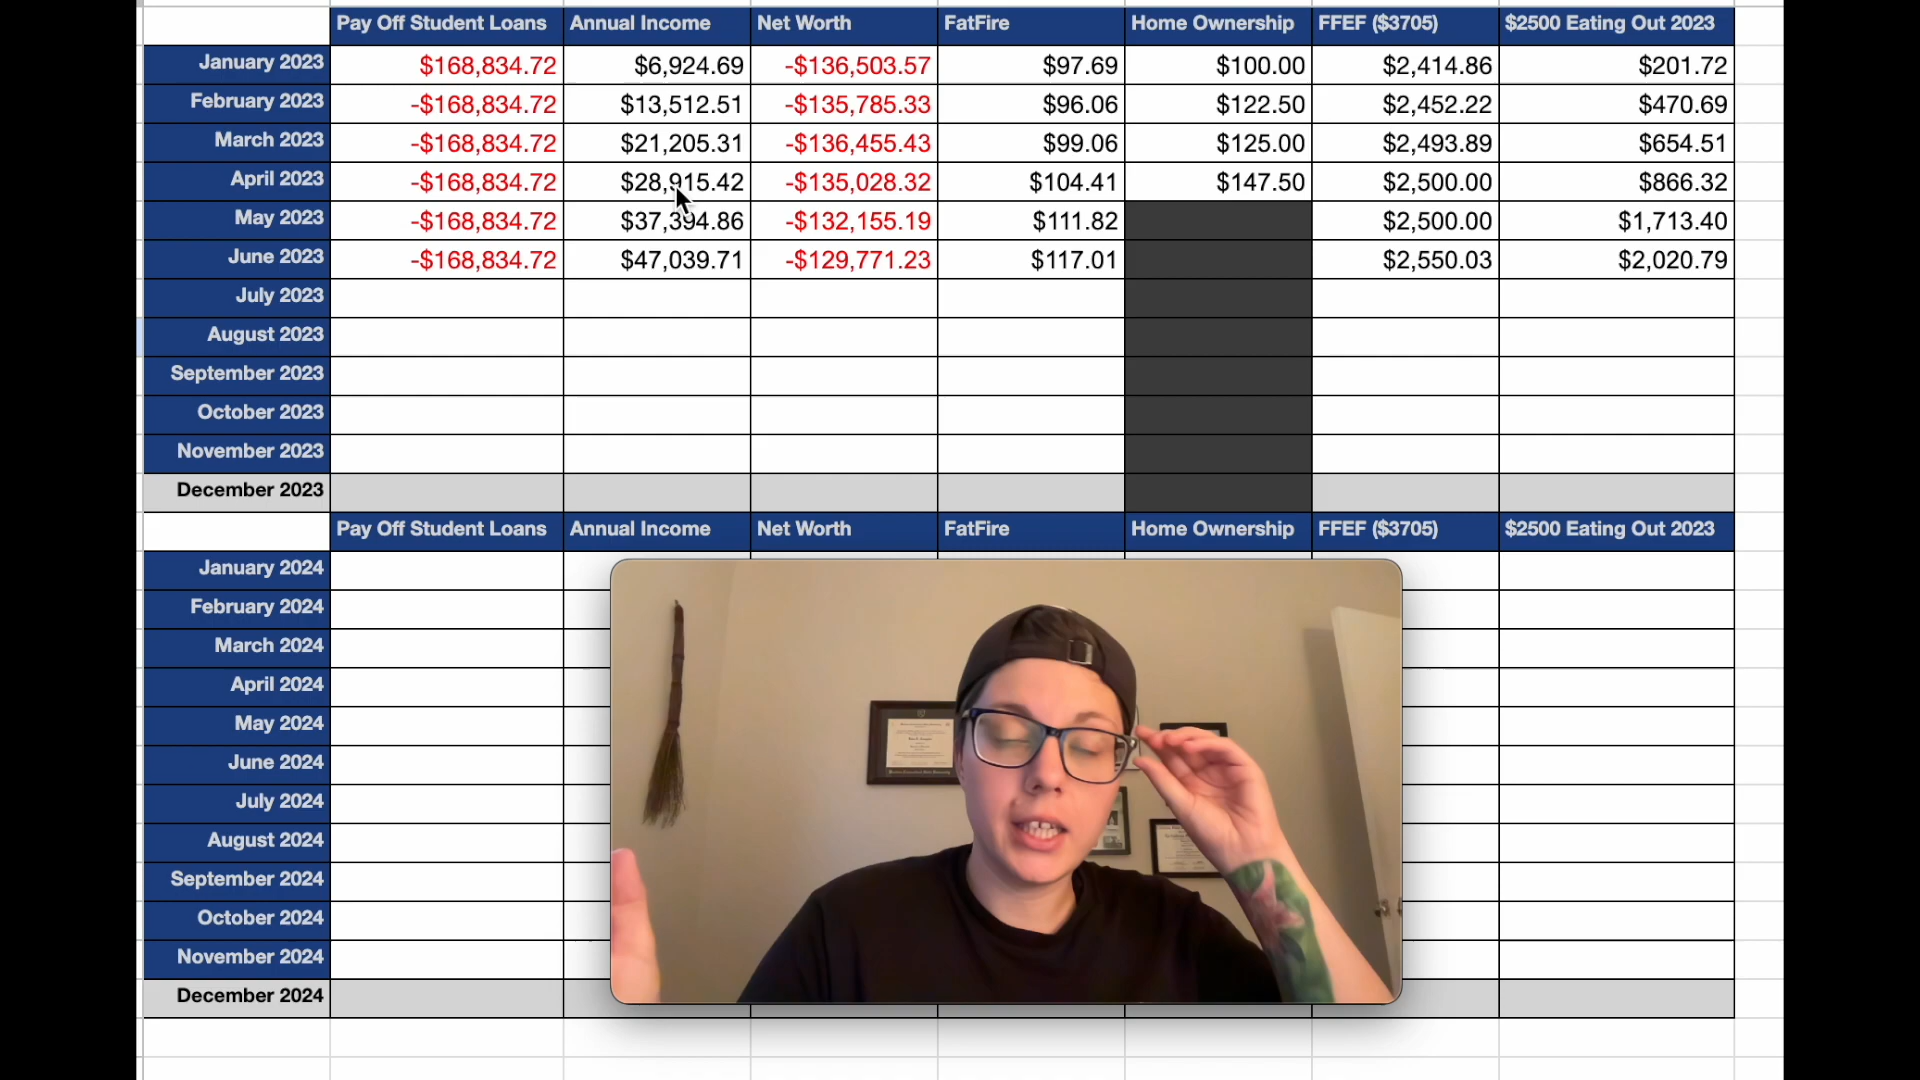 Pay Off Student Loans Annual Income Net Worth FatFire Home Ownership FFEF ($3705) $2500 Eating Out 2023
January 2023 $168,834.72 $6,924.69 -$136,503.57 $97.69 $100.00 $2,414.86 $201.72
February 2023 -$168,834.72 $13,512.51 -$135,785.33 $96.06 $122.50 $2,452.22 $470.69
March 2023 -$168,834.72 $21,205.31 -$136,455.43 $99.06 $125.00 $2,493.89 $654.51
April 2023 -$168,834.72 $28,915.42 -$135,028.32 $104.41 $147.50 $2,500.00 $866.32
May 2023 -$168,834.72 $37,394.86 -$132,155.19 $111.82 $2,500.00 $1,713.40
June 2023 -$168,834.72 $47,039.71 -$129,771.23 $117.01 $2,550.03 $2,020.79
July 2023
August 2023
September 2023
October 2023
November 2023
December 2023
Pay Off Student Loans Annual Income Net Worth FatFire Home Ownership FFEF ($3705) $2500 Eating Out 2023
January 2024
February 2024
March 2024
April 2024
May 2024
June 2024
July 2024
August 2024
September 2024
October 2024
November 2024
December 2024